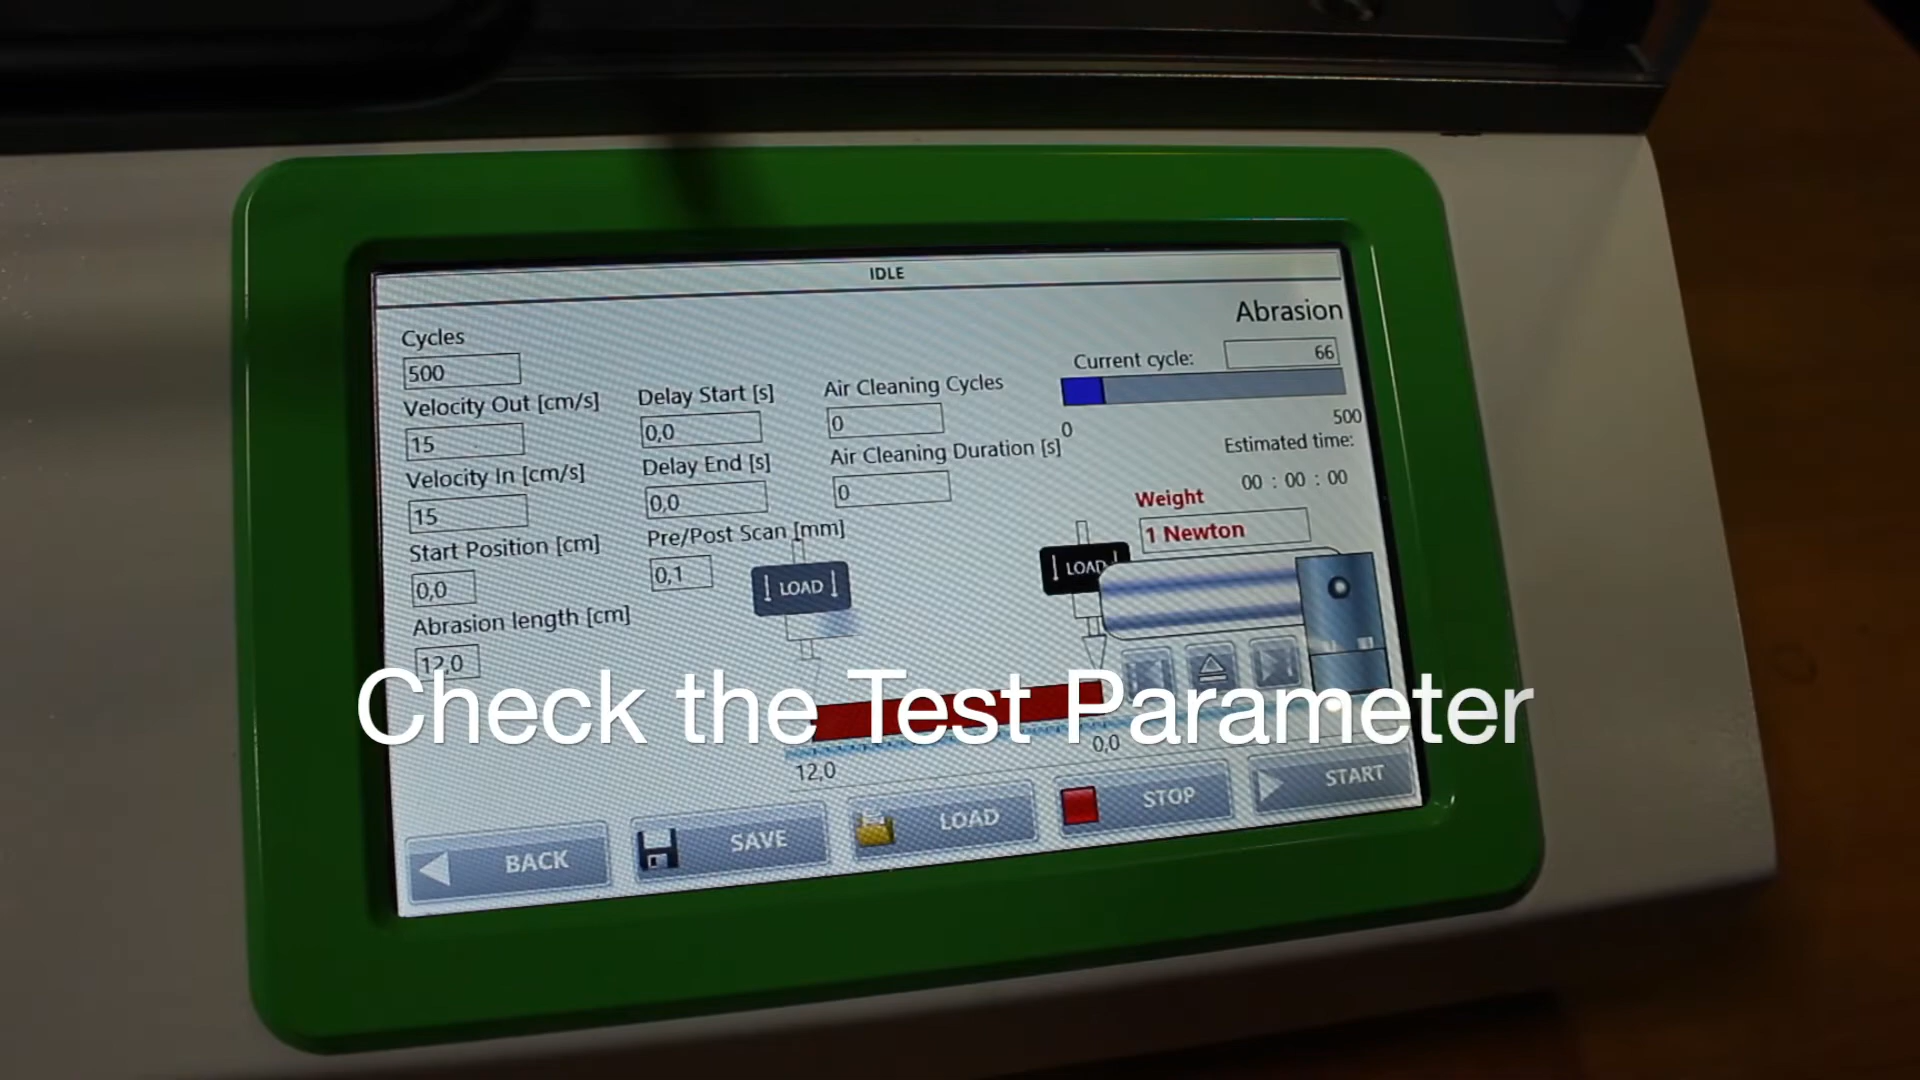 IDLE
Abrasion
Cycles
500
Velocity Out [cm/s]
15
Velocity In [cm/s]
15
Start Position [cm]
0,0
Abrasion length [cm]
12,0
Delay Start [s]
0,0
Delay End [s]
0,0
Pre/Post Scan [mm]
0,1
Air Cleaning Cycles
0
Air Cleaning Duration [s]
0
Current cycle: 66
0 500
Estimated time:
00 : 00 : 00
Weight
1 Newton
LOAD
LOAD
Check the Test Parameter
12,0
0,0
BACK
SAVE
LOAD
STOP
START